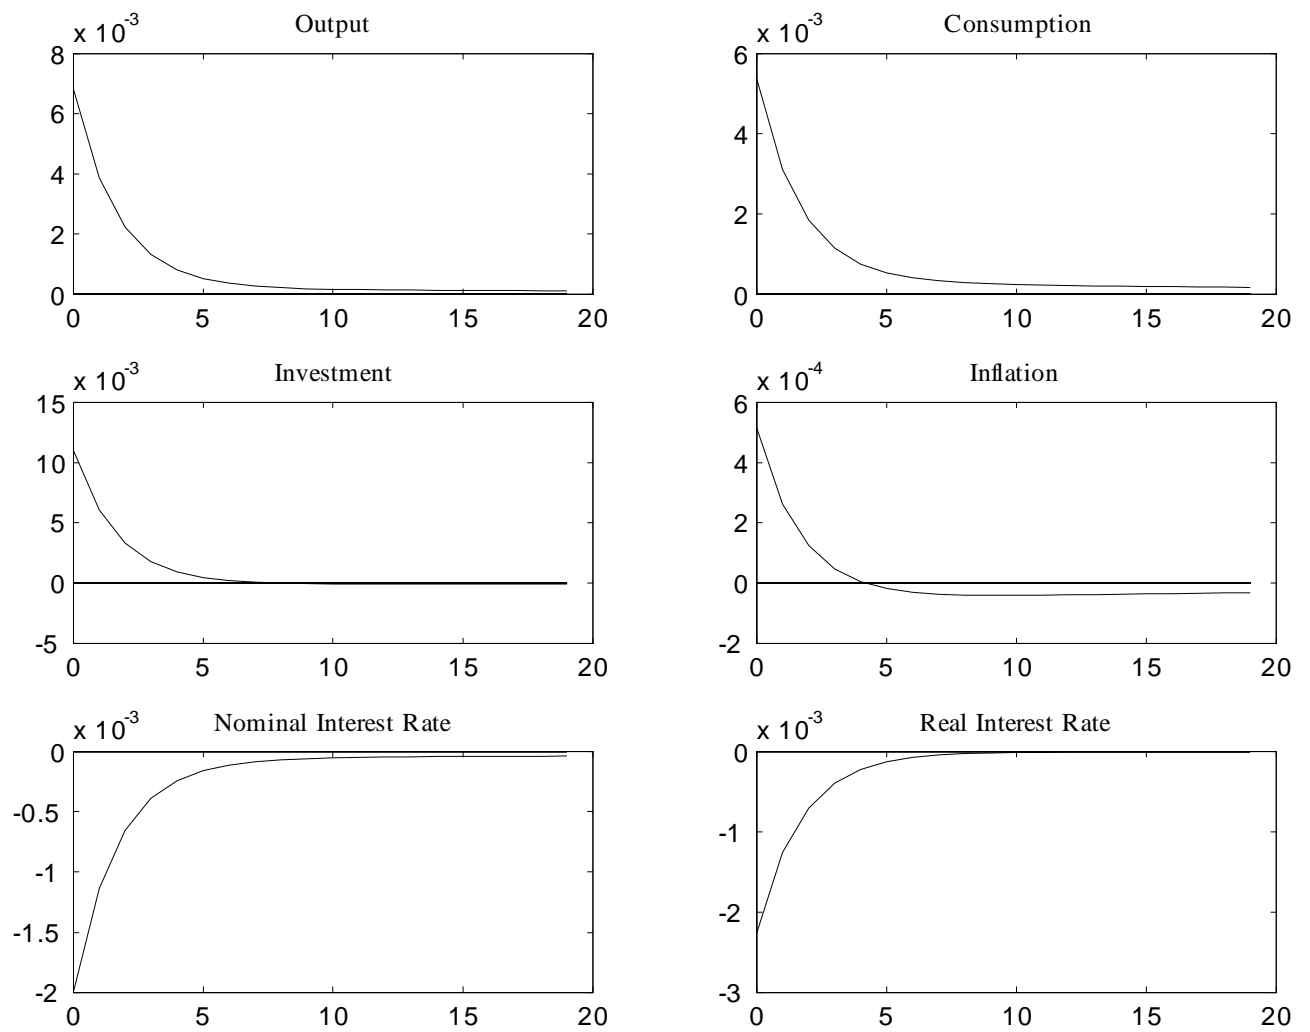 x 10-3
Output
8
6
4
2
0
0 5 10 15 20
x 10-3
Consumption
6
4
2
0
0 5 10 15 20
x 10-3
Investment
15
10
5
0
-5
0 5 10 15 20
x 10-4
Inflation
6
4
2
0
-2
0 5 10 15 20
x 10-3
Nominal Interest Rate
0
-0.5
-1
-1.5
-2
0 5 10 15 20
x 10-3
Real Interest Rate
0
-1
-2
-3
0 5 10 15 20